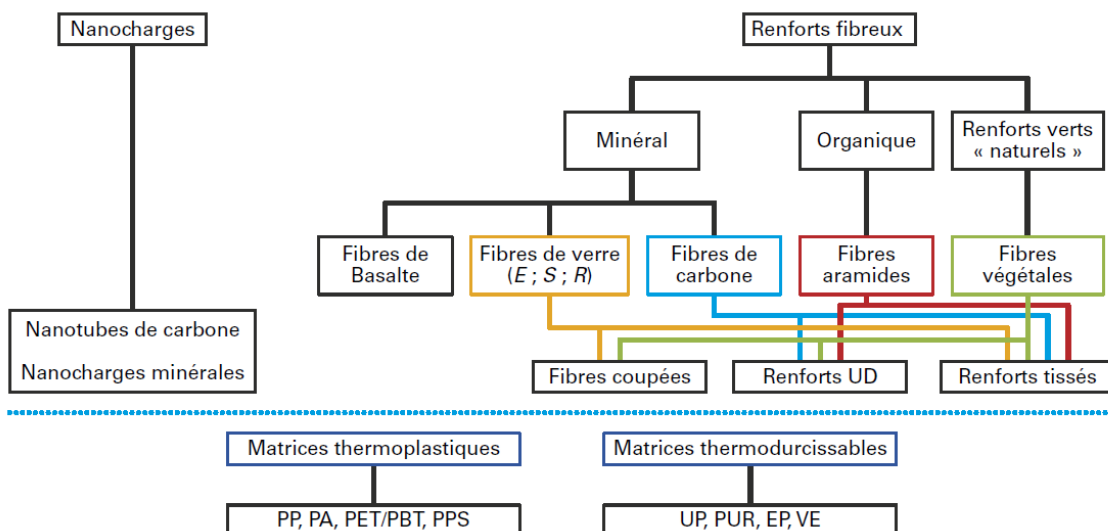 Nanocharges
Renforts fibreux
Minéral
Organique
Renforts verts
« naturels »
Fibres de
Basalte
Fibres de verre
(E ; S ; R)
Fibres de
carbone
Fibres
aramides
Fibres
végétales
Nanotubes de carbone
Nanocharges minérales
Fibres coupées
Renforts UD
Renforts tissés
Matrices thermoplastiques
Matrices thermodurcissables
PP, PA, PET/PBT, PPS
UP, PUR, EP, VE